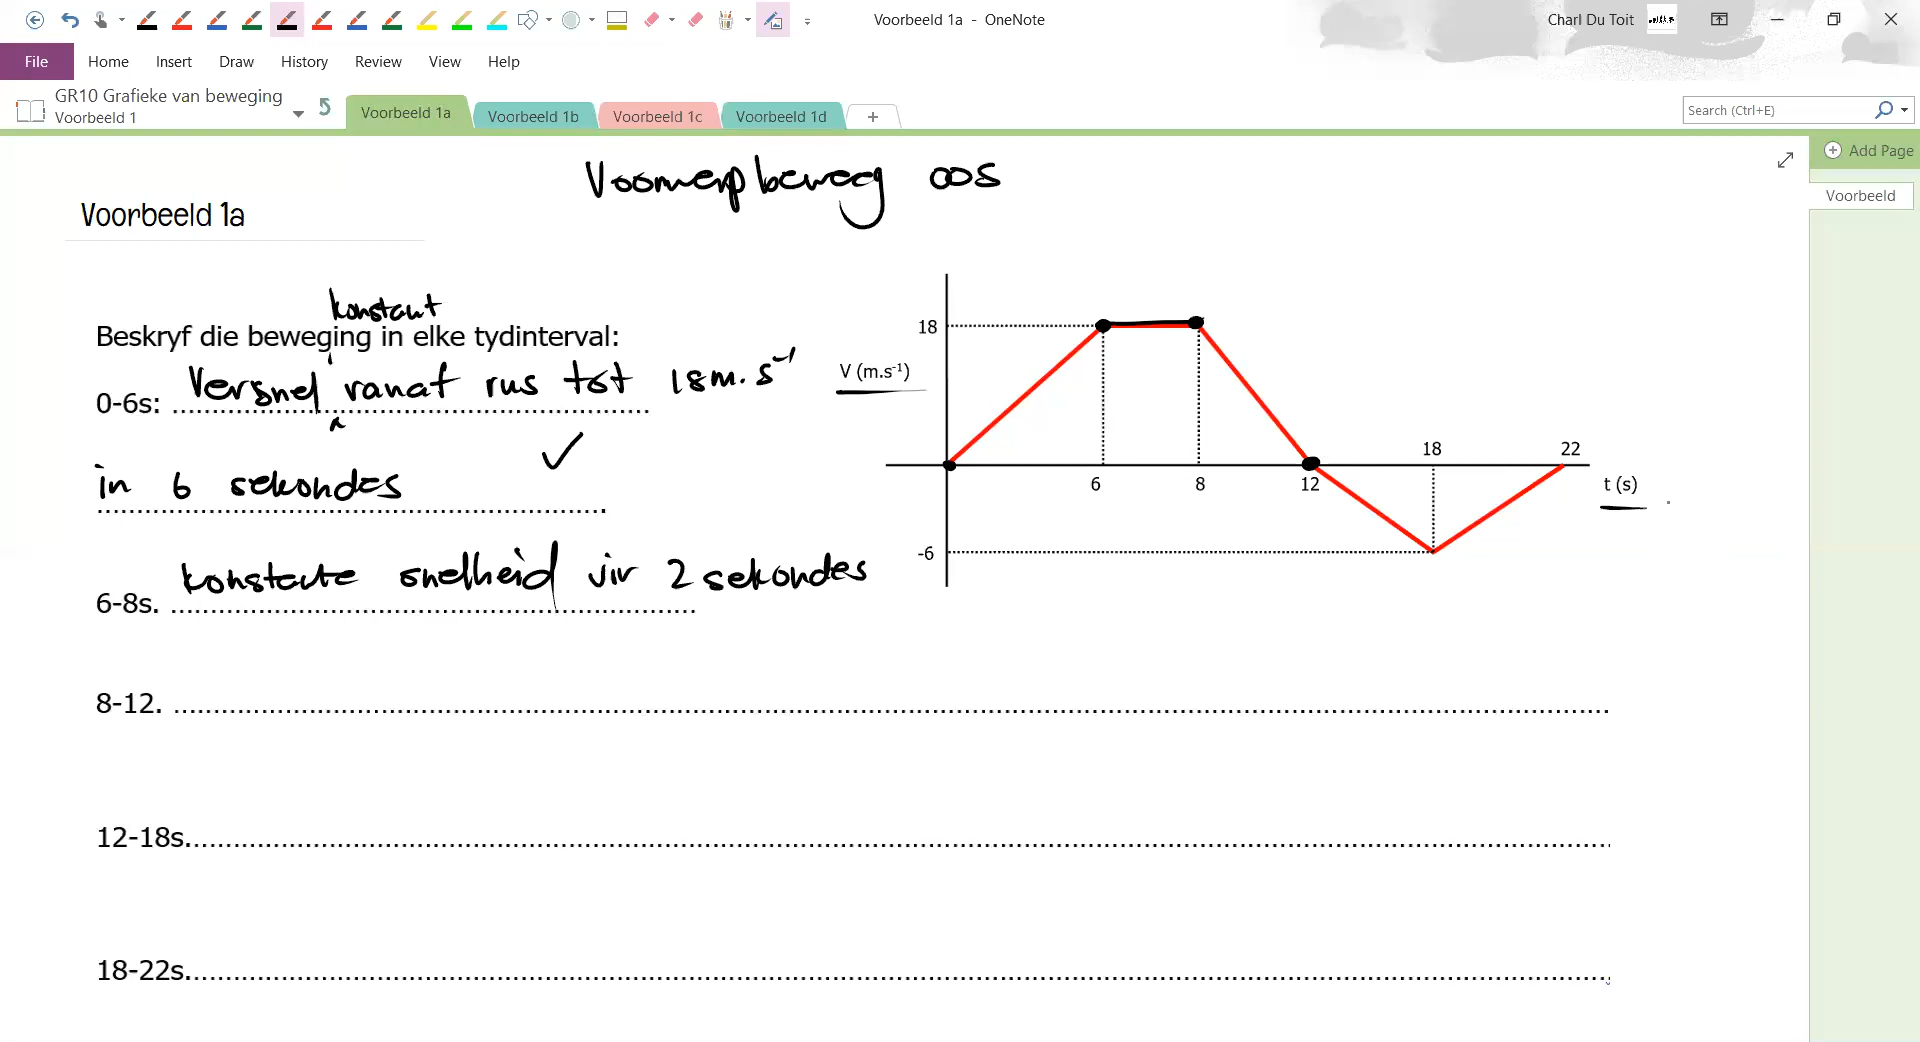 Voorbeeld 1a - OneNote
Charl Du Toit
File Home Insert Draw History Review View Help
GR10 Grafieke van beweging
Voorbeeld 1
Voorbeeld 1a Voorbeeld 1b Voorbeeld 1c Voorbeeld 1d +
Search (Ctrl+E)
Add Page
Voorbeeld
Voorwerp beweeg oos
Voorbeeld 1a
konstant
Beskryf die beweging in elke tydinterval:
0-6s: Versnel vanaf rus tot 18 m.s⁻¹
in 6 sekondes
6-8s. konstante snelheid vir 2 sekondes
8-12.
12-18s.
18-22s.
18
V (m.s⁻¹)
18 22
6 8 12
t (s)
-6